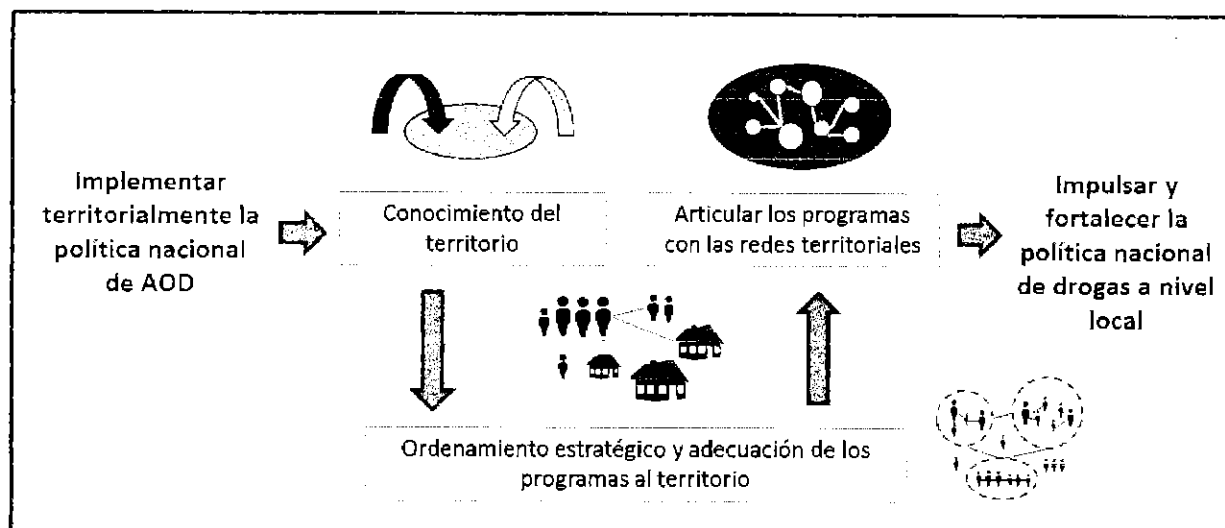 Implementar
territorialmente la
política nacional
de AOD
Conocimiento del
territorio
Articular los programas
con las redes territoriales
Impulsar y
fortalecer la
política nacional
de drogas a nivel
local
Ordenamiento estratégico y adecuación de los
programas al territorio